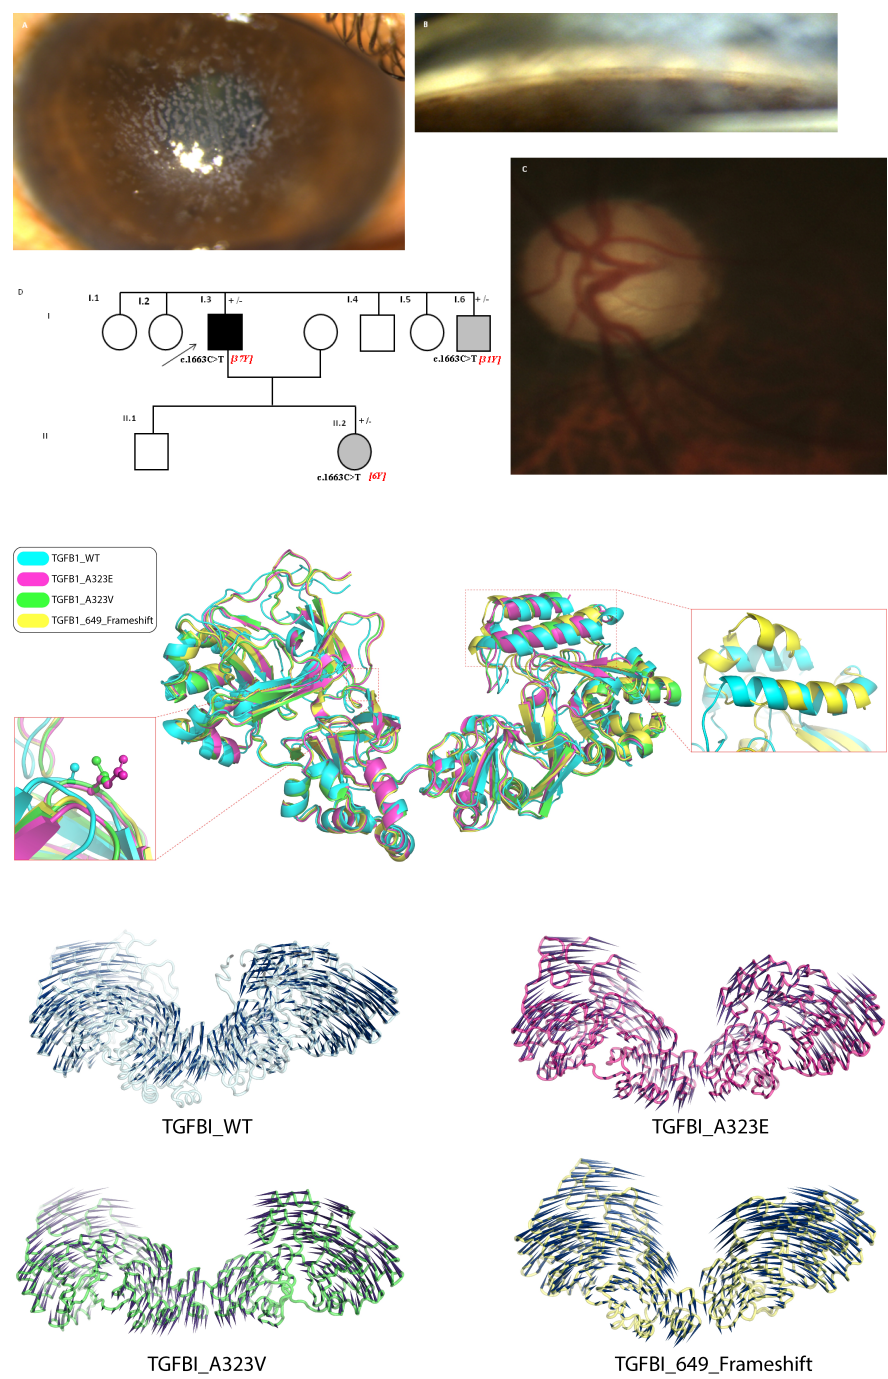 A
B
C
D
I.1
I.2
I.3
+/-
I.4
I.5
I.6
+/-
I
c.1663C>T [37Y]
c.1663C>T [31Y]
II.1
II.2
+/-
II
c.1663C>T [6Y]
TGFB1_WT
TGFB1_A323E
TGFB1_A323V
TGFB1_649_Frameshift
TGFBI_WT
TGFBI_A323E
TGFBI_A323V
TGFBI_649_Frameshift